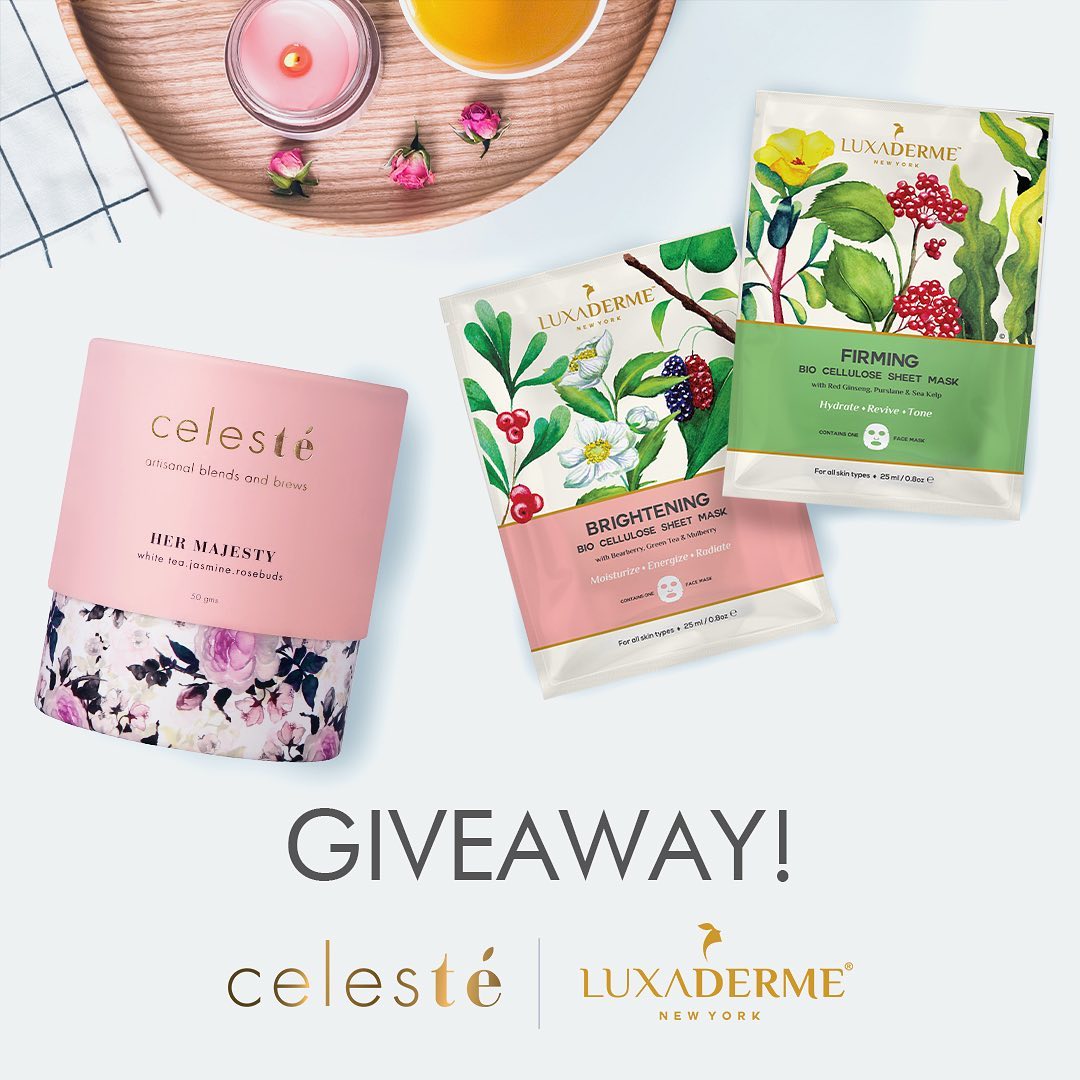 LUXADERME™
NEW YORK
FIRMING
BIO CELLULOSE SHEET MASK
with Red Ginseng, Purslane & Sea Kelp
Hydrate • Revive • Tone
CONTAINS ONE FACE MASK
For all skin types ♦ 25 ml / 0.8oz ℮
©
LUXADERME™
NEW YORK
BRIGHTENING
BIO CELLULOSE SHEET MASK
with Bearberry, Green Tea & Mulberry
Moisturize • Energize • Radiate
CONTAINS ONE FACE MASK
For all skin types ♦ 25 ml / 0.8oz ℮
celesté
artisanal blends and brews
HER MAJESTY
white tea.jasmine.rosebuds
50 gms
GIVEAWAY!
celesté
LUXADERME®
NEW YORK